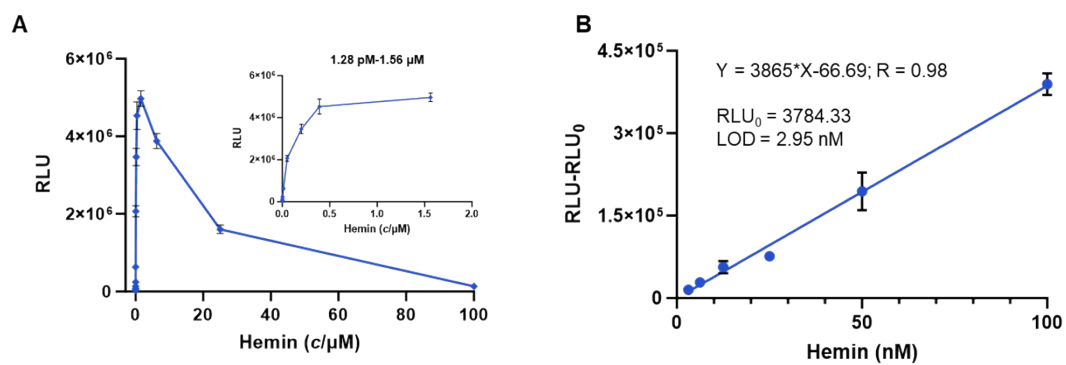 A
6×10⁶
4×10⁶
2×10⁶
0
RLU
0
20
40
60
80
100
Hemin (c/µM)
1.28 pM-1.56 µM
6×10⁶
4×10⁶
2×10⁶
0
RLU
0.0
0.5
1.0
1.5
2.0
Hemin (c/µM)
B
4.5×10⁵
3×10⁵
1.5×10⁵
0
RLU-RLU₀
Y = 3865*X-66.69; R = 0.98
RLU₀ = 3784.33
LOD = 2.95 nM
0
50
100
Hemin (nM)